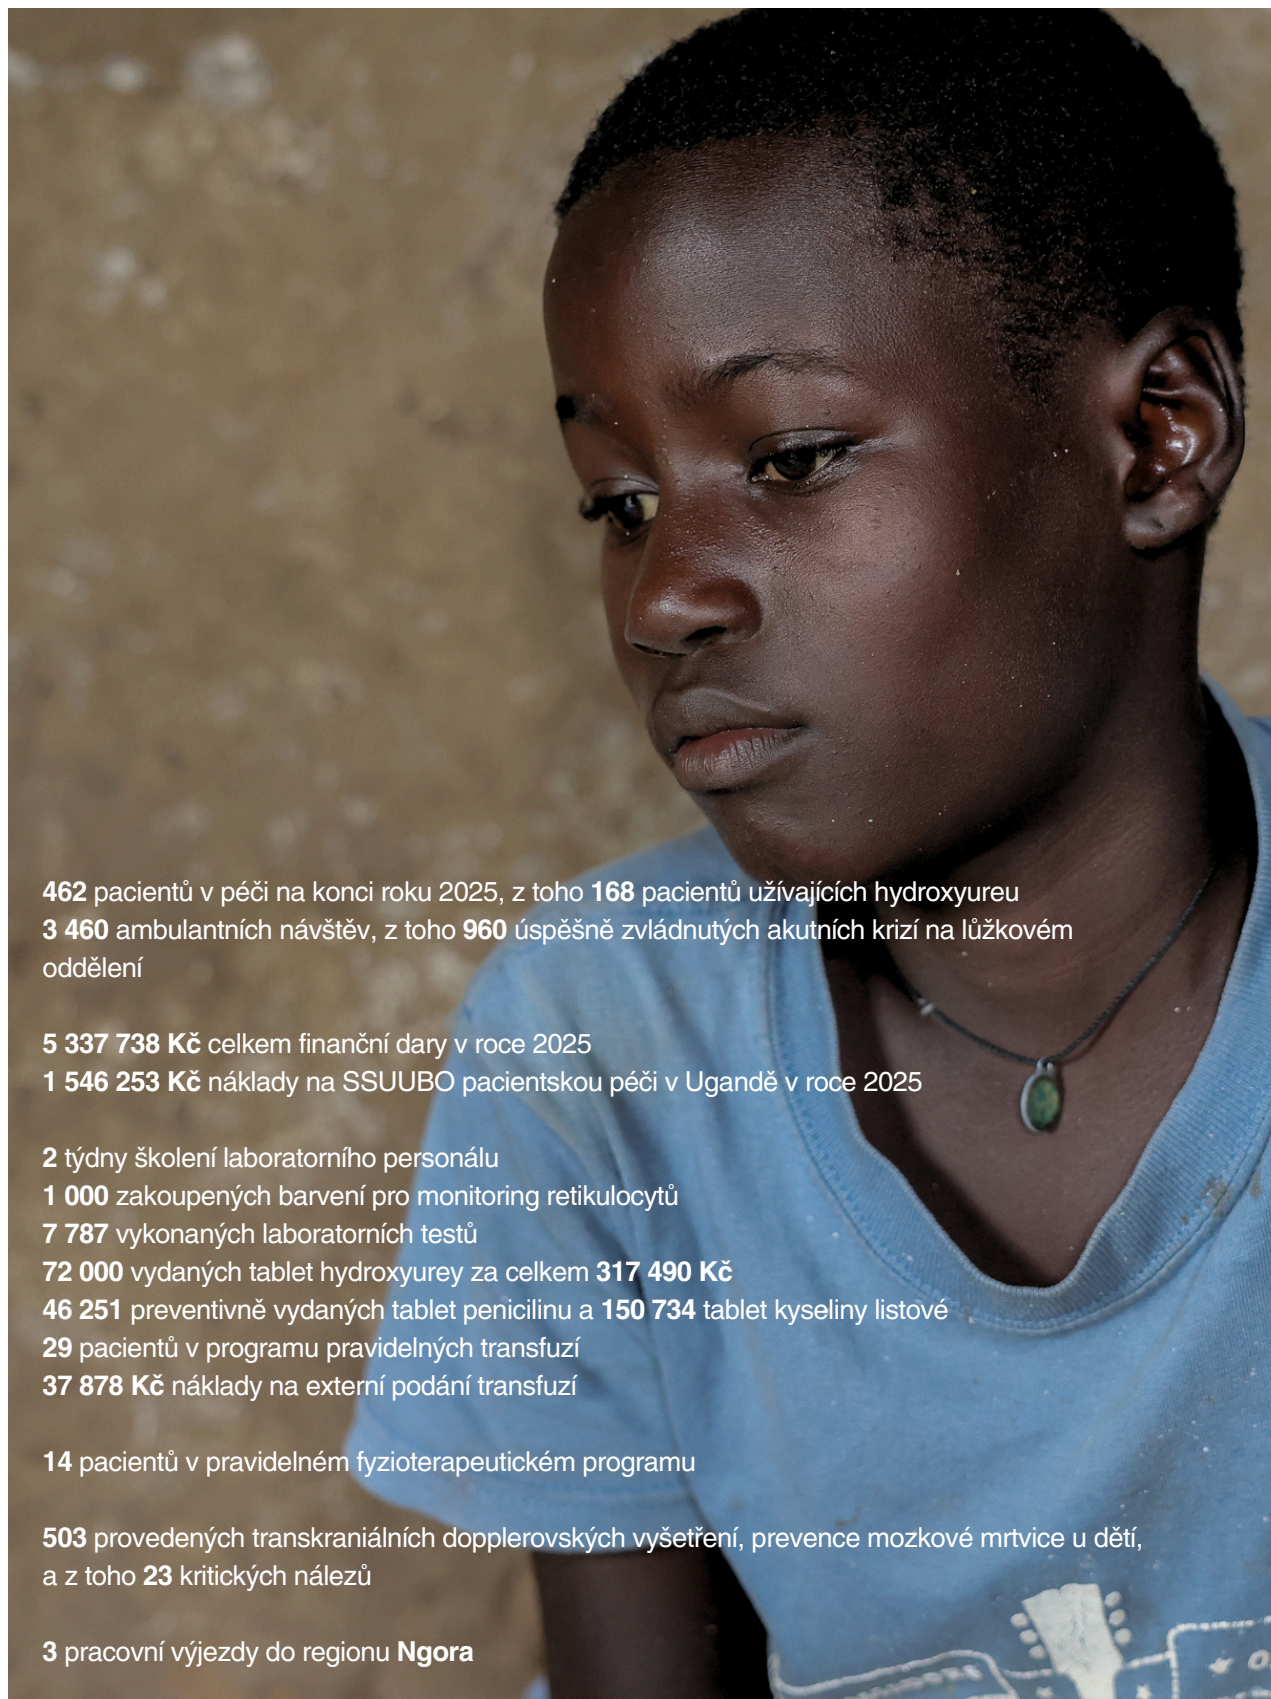 462 pacientů v péči na konci roku 2025, z toho 168 pacientů užívajících hydroxyureu
3 460 ambulantních návštěv, z toho 960 úspěšně zvládnutých akutních krizí na lůžkovém
oddělení
5 337 738 Kč celkem finanční dary v roce 2025
1 546 253 Kč náklady na SSUUBO pacientskou péči v Ugandě v roce 2025
2 týdny školení laboratorního personálu
1 000 zakoupených barvení pro monitoring retikulocytů
7 787 vykonaných laboratorních testů
72 000 vydaných tablet hydroxyurey za celkem 317 490 Kč
46 251 preventivně vydaných tablet penicilinu a 150 734 tablet kyseliny listové
29 pacientů v programu pravidelných transfuzí
37 878 Kč náklady na externí podání transfuzí
14 pacientů v pravidelném fyzioterapeutickém programu
503 provedených transkraniálních dopplerovských vyšetření, prevence mozkové mrtvice u dětí,
a z toho 23 kritických nálezů
3 pracovní výjezdy do regionu Ngora